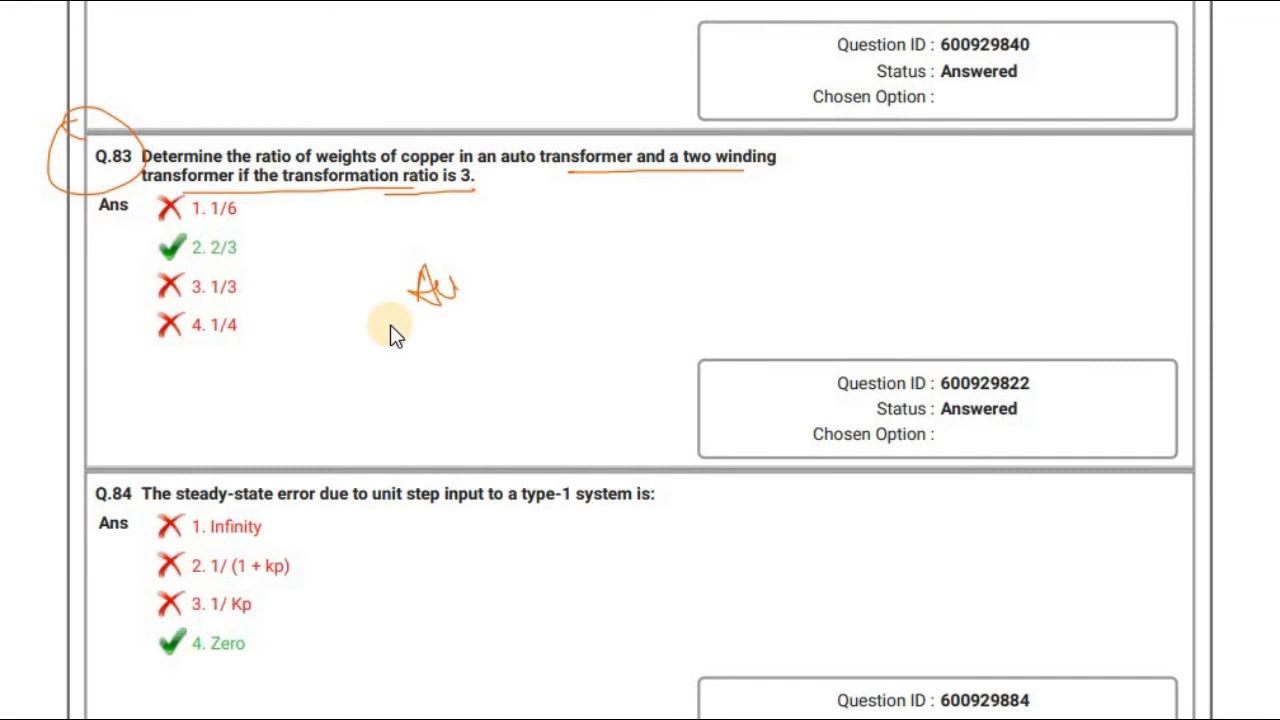 Question ID : 600929840
Status : Answered
Chosen Option :
Q.83 Determine the ratio of weights of copper in an auto transformer and a two winding
transformer if the transformation ratio is 3.
Ans 1. 1/6
2. 2/3
3. 1/3
4. 1/4
Au
Question ID : 600929822
Status : Answered
Chosen Option :
Q.84 The steady-state error due to unit step input to a type-1 system is:
Ans 1. Infinity
2. 1/ (1 + kp)
3. 1/ Kp
4. Zero
Question ID : 600929884